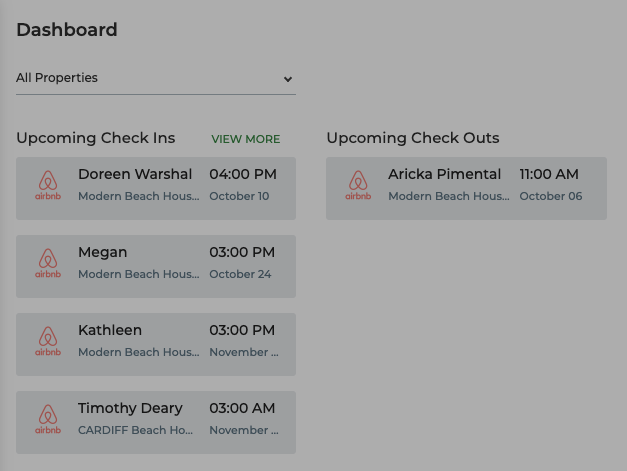 Dashboard
All Properties
Upcoming Check Ins VIEW MORE
airbnb Doreen Warshal 04:00 PM
Modern Beach Hous... October 10
airbnb Megan 03:00 PM
Modern Beach Hous... October 24
airbnb Kathleen 03:00 PM
Modern Beach Hous... November ...
airbnb Timothy Deary 03:00 AM
CARDIFF Beach Ho... November ...
Upcoming Check Outs
airbnb Aricka Pimental 11:00 AM
Modern Beach Hous... October 06